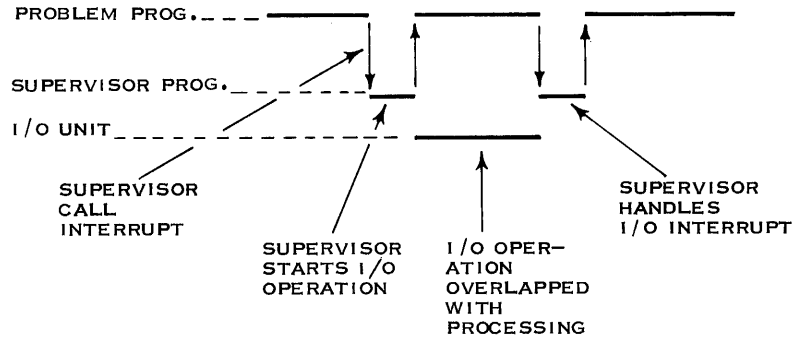 PROBLEM PROG.
SUPERVISOR PROG.
I/O UNIT
SUPERVISOR
CALL
INTERRUPT
SUPERVISOR
STARTS I/O
OPERATION
I/O OPER-
ATION
OVERLAPPED
WITH
PROCESSING
SUPERVISOR
HANDLES
I/O INTERRUPT